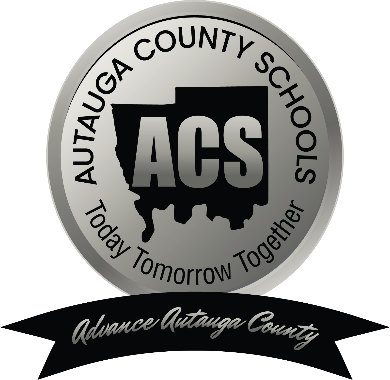 AUTAUGA COUNTY SCHOOLS
ACS
Today Tomorrow Together
Advance Autauga County